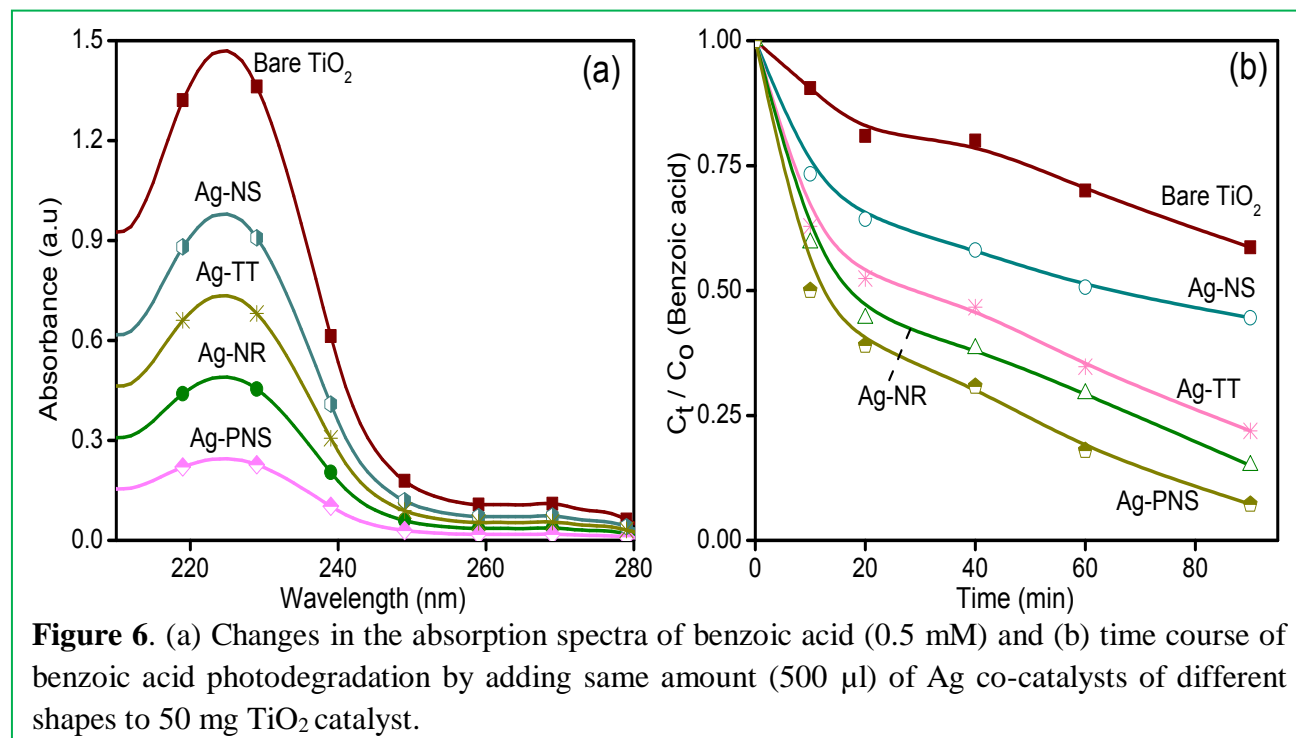 (a)
1.5
1.2
0.9
0.6
0.3
0.0
Absorbance (a.u)
Bare TiO₂
Ag-NS
Ag-TT
Ag-NR
Ag-PNS
220 240 260 280
Wavelength (nm)
(b)
1.00
0.75
0.50
0.25
0.00
Cₜ / C₀ (Benzoic acid)
Bare TiO₂
Ag-NS
Ag-TT
Ag-NR
Ag-PNS
0 20 40 60 80
Time (min)
Figure 6. (a) Changes in the absorption spectra of benzoic acid (0.5 mM) and (b) time course of
benzoic acid photodegradation by adding same amount (500 µl) of Ag co-catalysts of different
shapes to 50 mg TiO₂ catalyst.